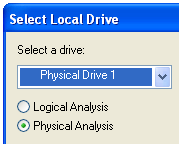 Select Local Drive
Select a drive:
Physical Drive 1
Logical Analysis
Physical Analysis